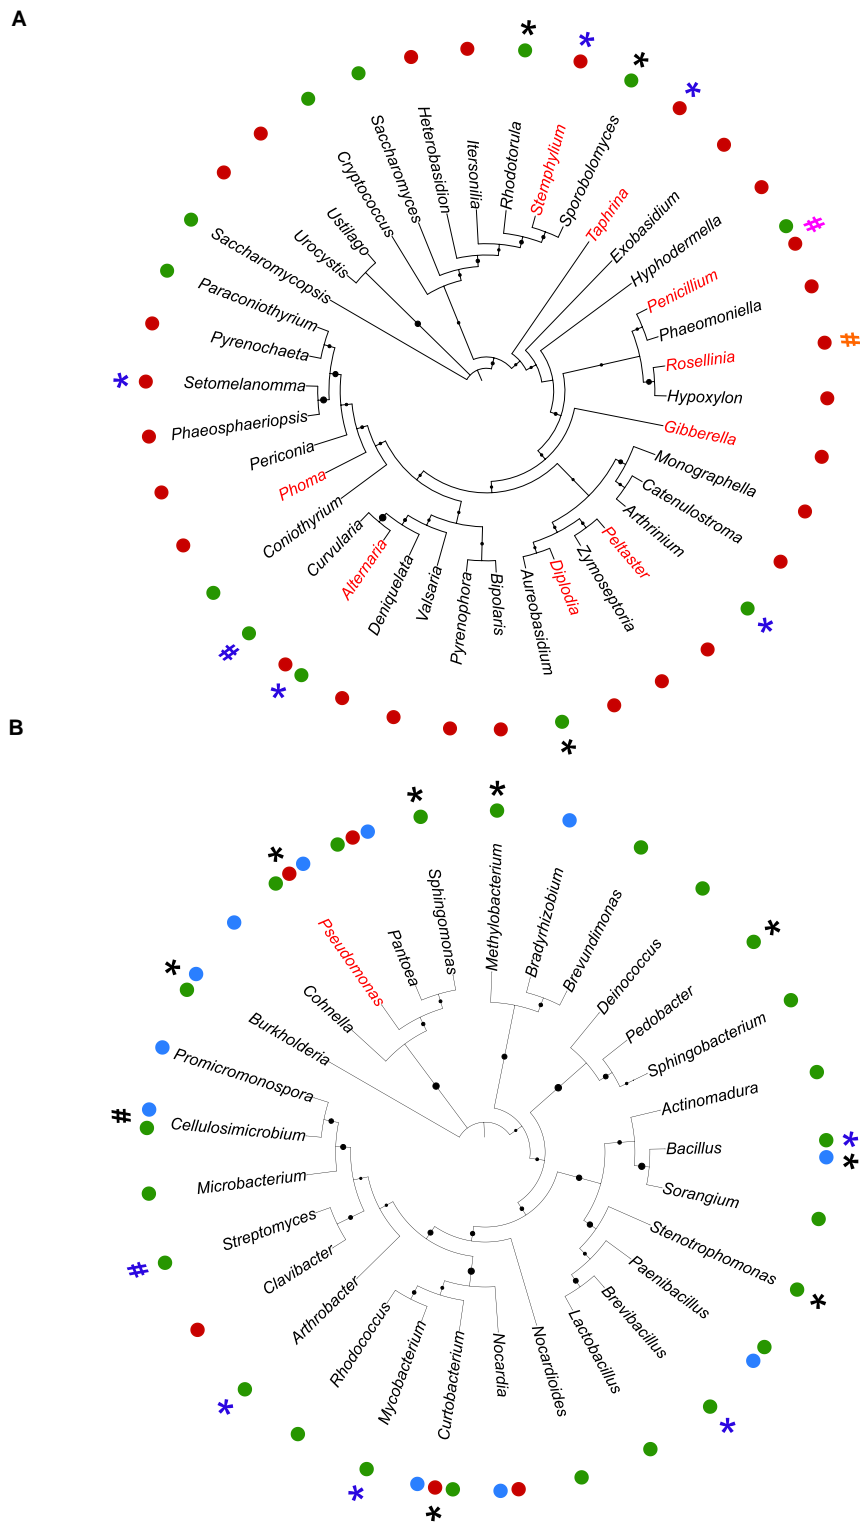 A
*
*
*
*
#
#
*
*
*
#
*
Saccharomycopsis
Urocystis
Ustilago
Cryptococcus
Saccharomyces
Heterobasidion
Itersonilia
Rhodotorula
Stemphylium
Sporobolomyces
Taphrina
Exobasidium
Hyphodermella
Penicillium
Phaeomoniella
Rosellinia
Hypoxylon
Gibberella
Monographella
Catenulostroma
Arthrinium
Peltaster
Zymoseptoria
Diplodia
Aureobasidium
Bipolaris
Pyrenophora
Valsaria
Deniquelata
Alternaria
Curvularia
Coniothyrium
Phoma
Periconia
Phaeosphaeriopsis
Setomelanomma
Pyrenochaeta
Paraconiothyrium
B
*
*
*
*
*
*
*
*
*
*
*
*
#
#
Burkholderia
Cohnella
Pseudomonas
Pantoea
Sphingomonas
Methylobacterium
Bradyrhizobium
Brevundimonas
Deinococcus
Pedobacter
Sphingobacterium
Actinomadura
Bacillus
Sorangium
Stenotrophomonas
Paenibacillus
Brevibacillus
Lactobacillus
Nocardioides
Nocardia
Curtobacterium
Mycobacterium
Rhodococcus
Arthrobacter
Clavibacter
Streptomyces
Microbacterium
Cellulosimicrobium
Promicromonospora